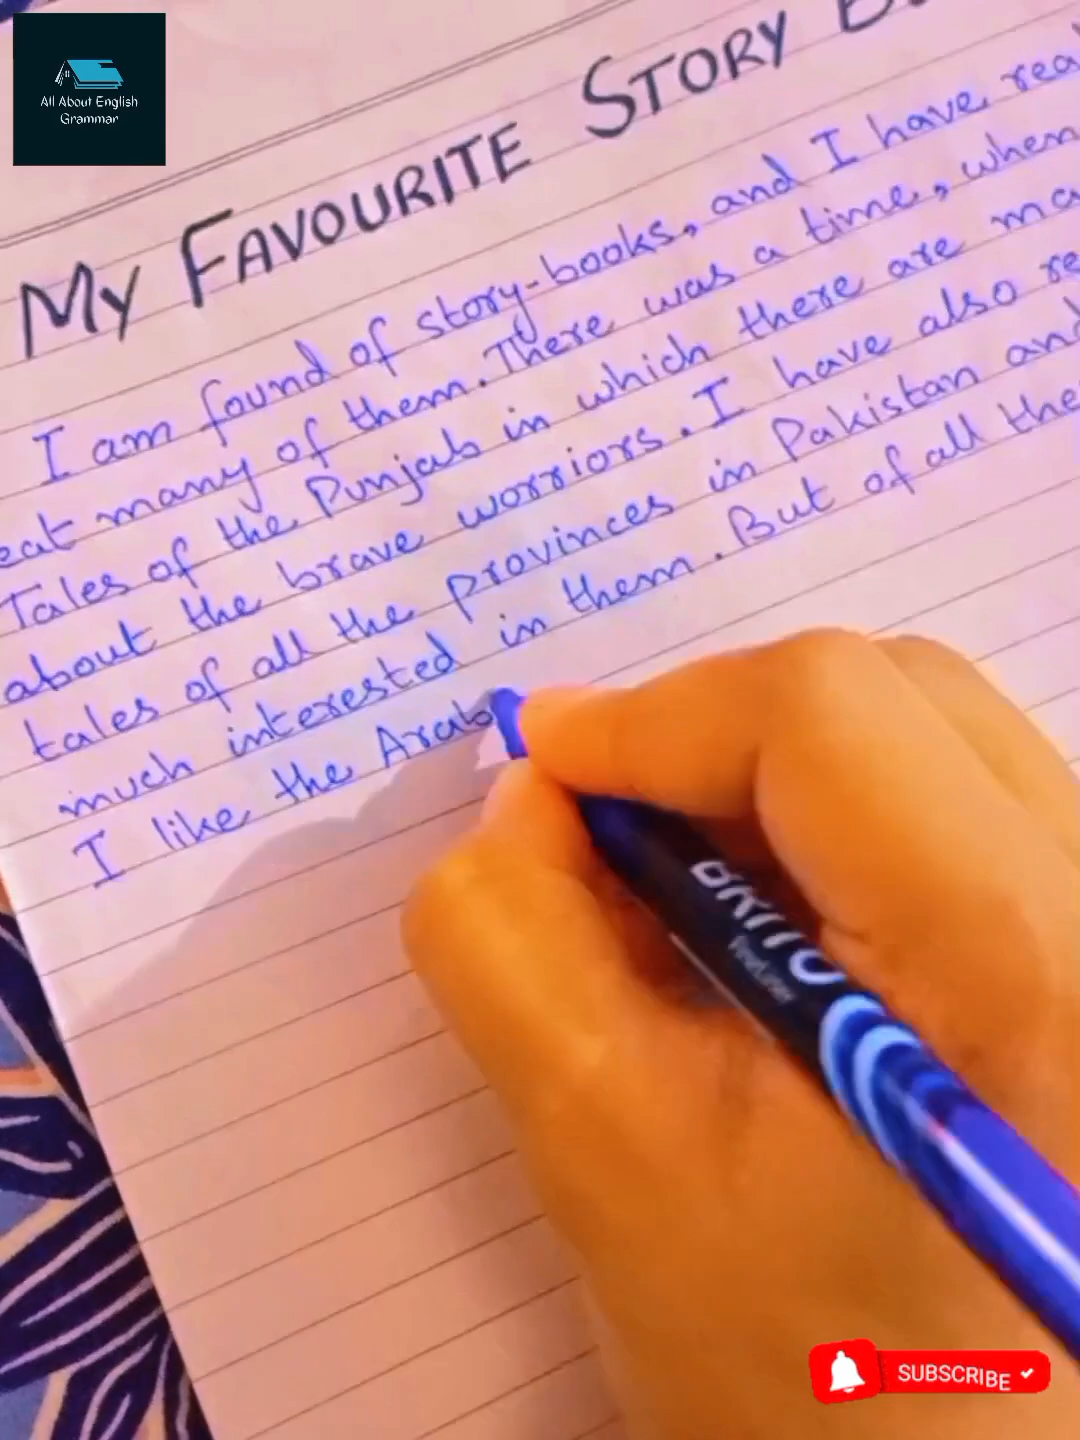 All About English
Grammar
MY FAVOURITE STORY
I am found of story-books, and I have
many of them. There was a time, when
Tales of the Punjab in which there are
about the brave worriors. I have also
tales of all the provinces in Pakistan
much interested in them. But of all
I like the Arab
BRITO
SUBSCRIBE